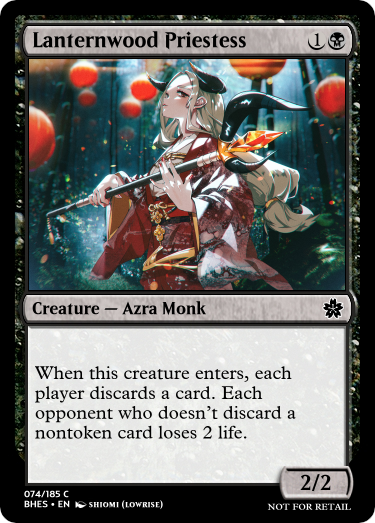 Lanternwood Priestess 1
Creature — Azra Monk
When this creature enters, each
player discards a card. Each
opponent who doesn't discard a
nontoken card loses 2 life.
2/2
074/185 C
BHES • EN SHIOMI (LOWRISE)
NOT FOR RETAIL